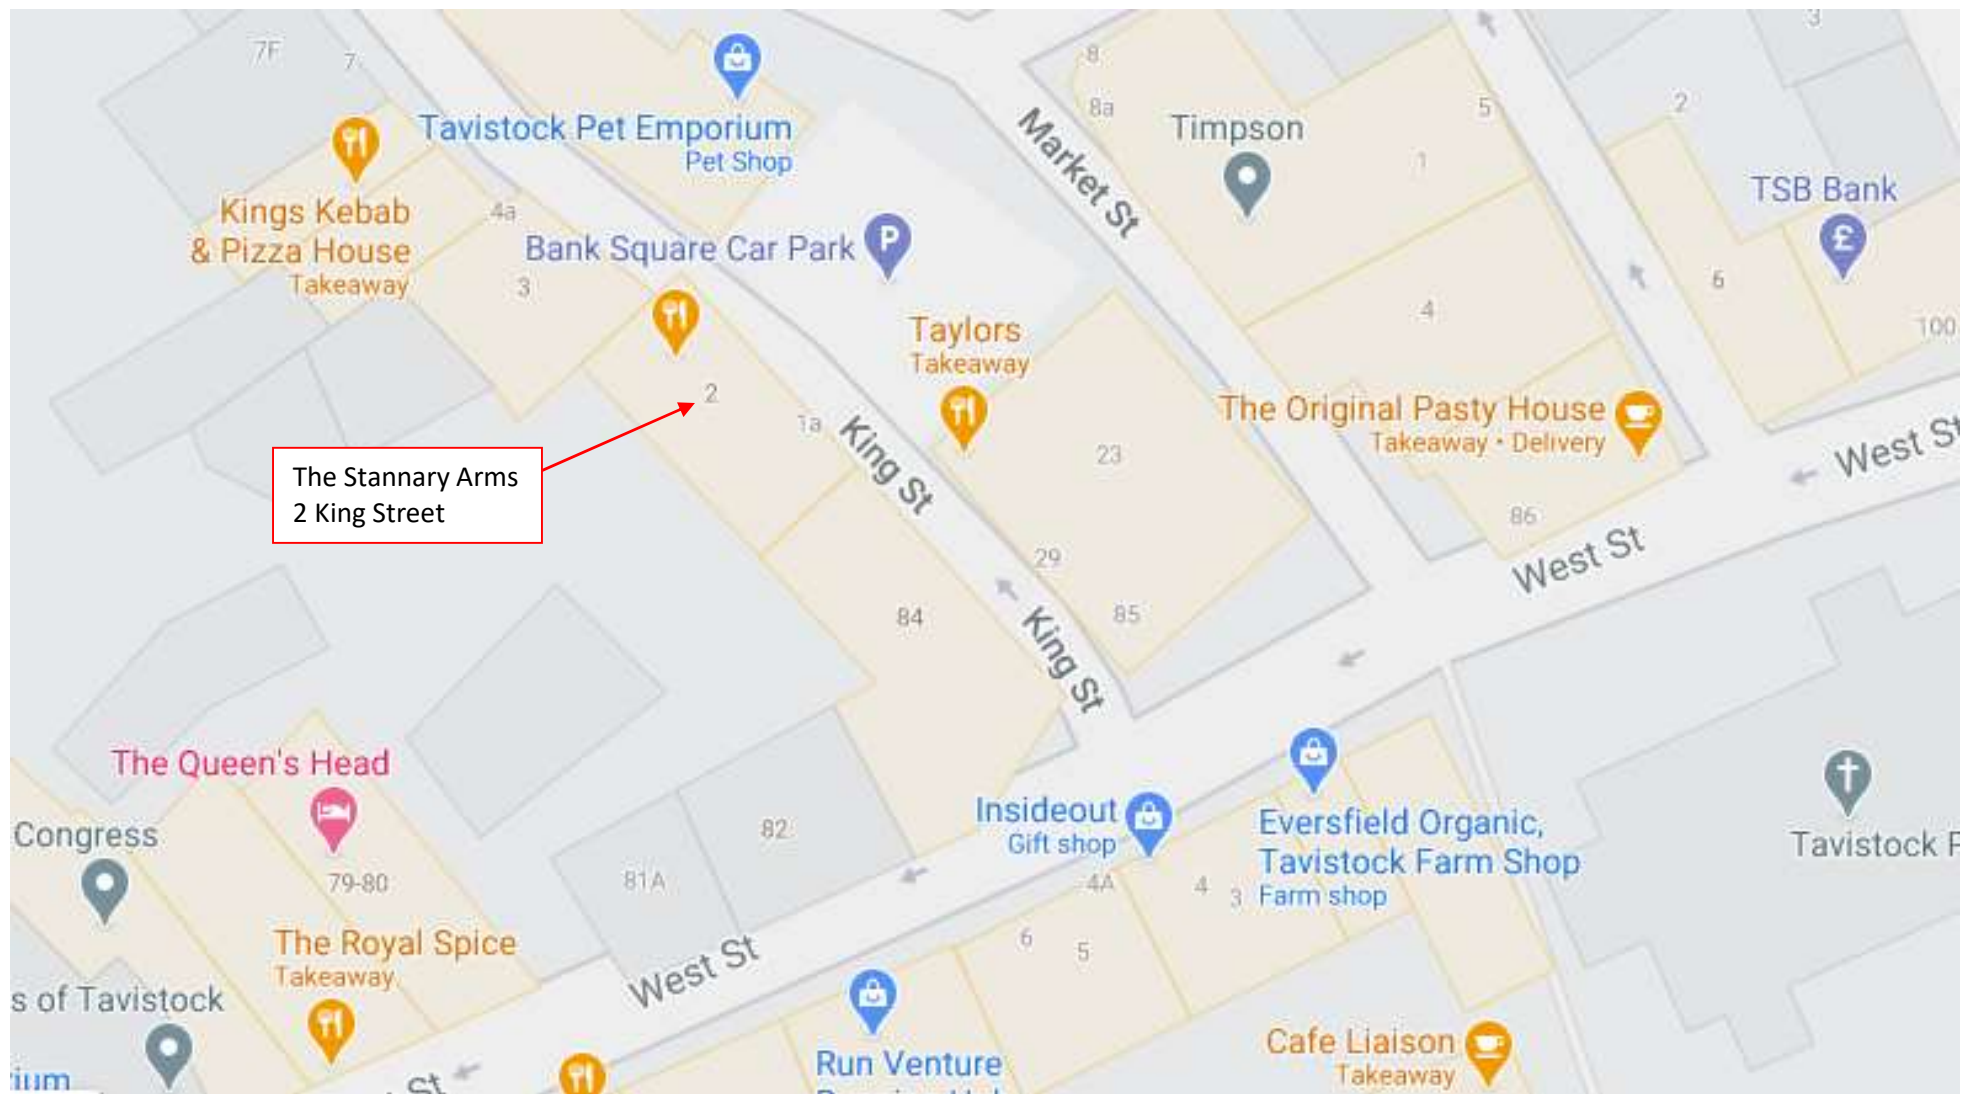 7F
7
3
8
8a
Tavistock Pet Emporium
Pet Shop
Timpson
5
2
1
TSB Bank
Market St
Kings Kebab
& Pizza House
Takeaway
4a
3
Bank Square Car Park
6
4
100
Taylors
Takeaway
2
1a
King St
The Original Pasty House
Takeaway • Delivery
23
West St
The Stannary Arms
2 King Street
86
West St
29
84
85
King St
The Queen's Head
Insideout
Gift shop
Eversfield Organic,
Tavistock Farm Shop
Farm shop
Congress
82
Tavistock
79-80
81A
4A
4
3
The Royal Spice
Takeaway
West St
6
5
s of Tavistock
Run Venture
Cafe Liaison
Takeaway
ium
St